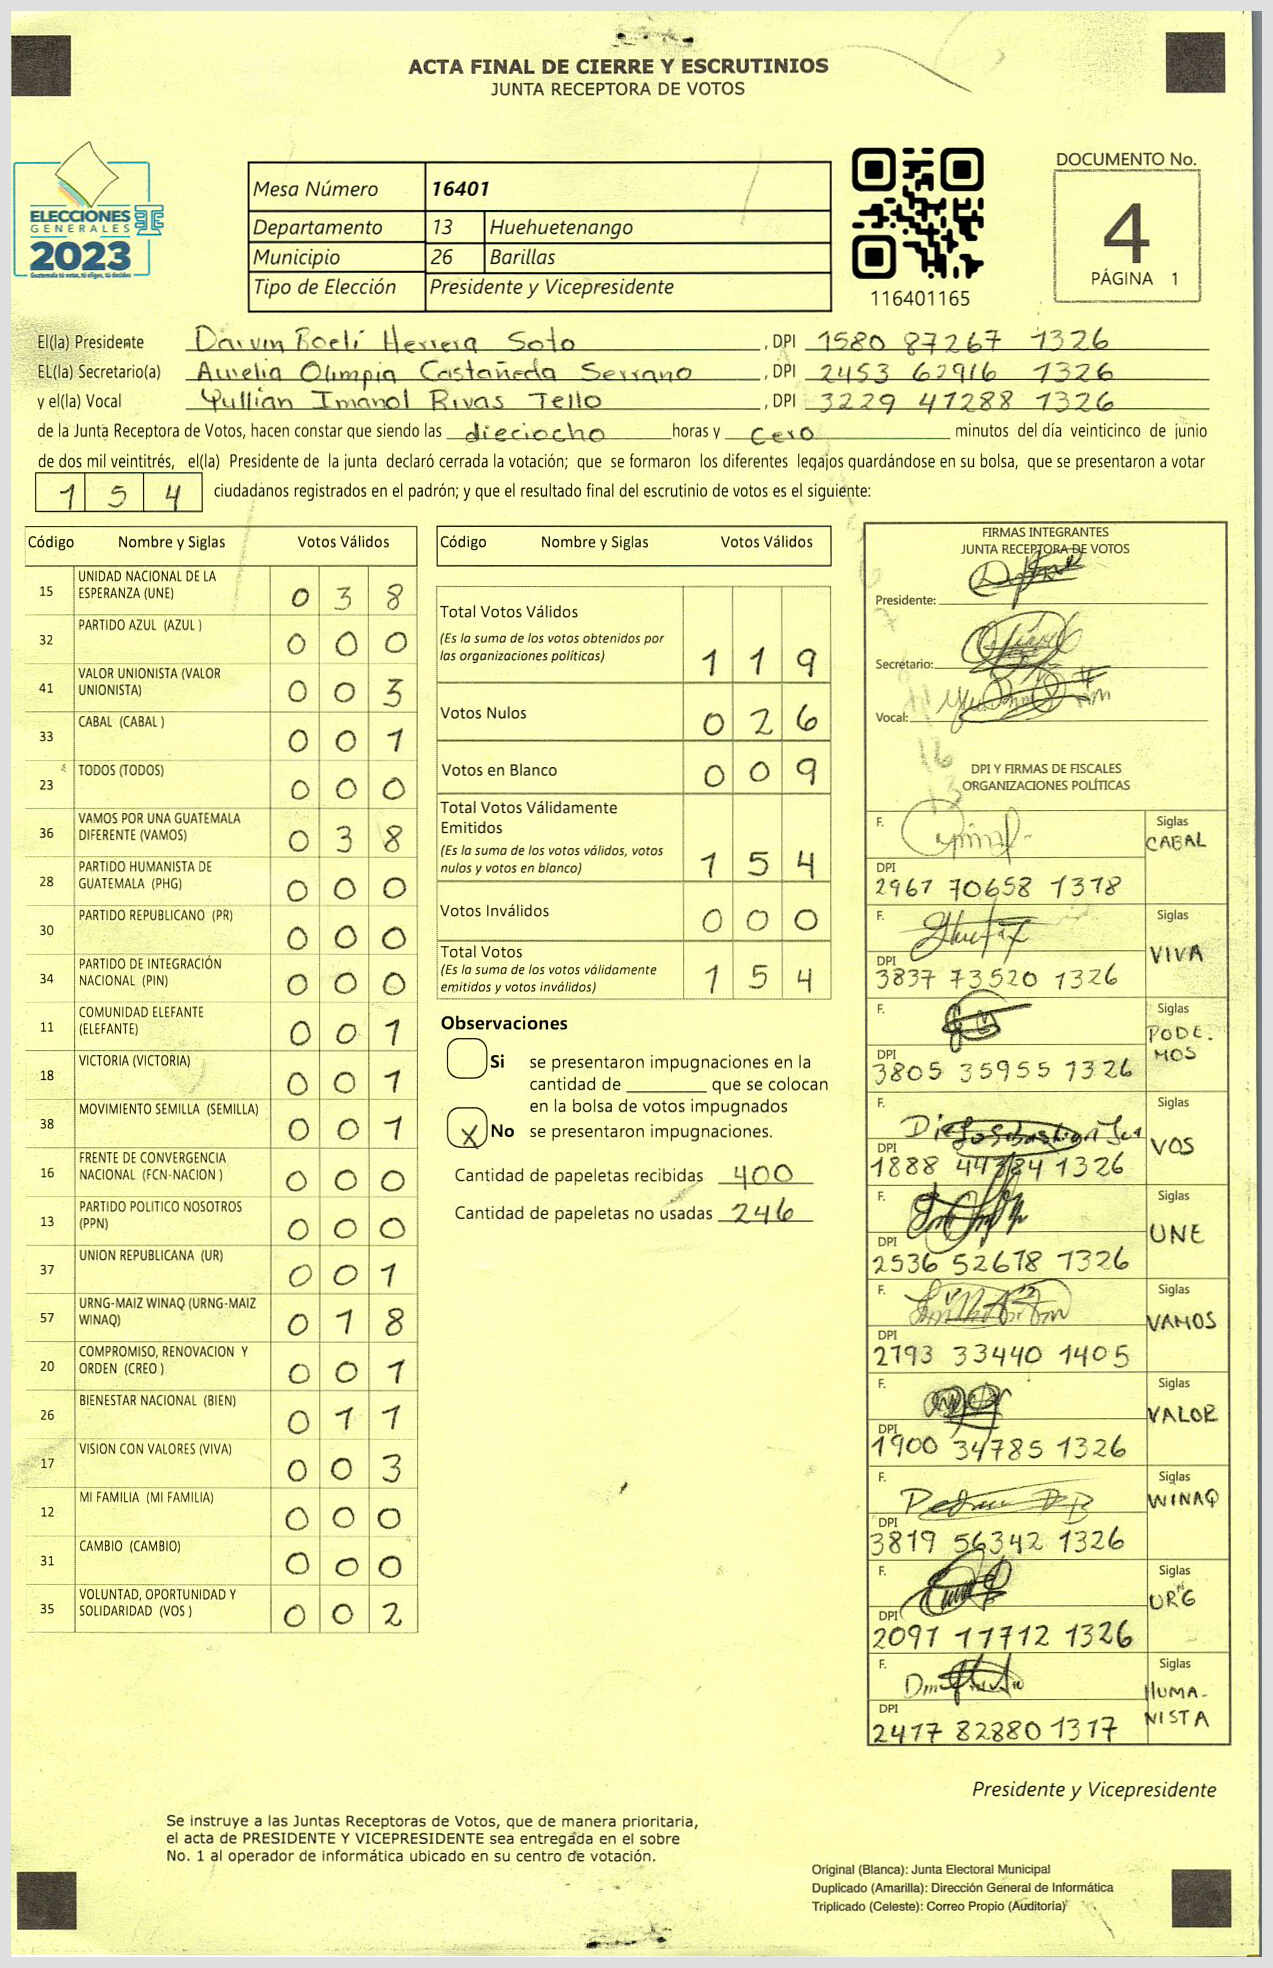 ACTA FINAL DE CIERRE Y ESCRUTINIOS
JUNTA RECEPTORA DE VOTOS
ELECCIONES
GENERALES
2023
Guatemala tú votas, tú eliges, tú decides
Mesa Número 16401
Departamento 13 Huehuetenango
Municipio 26 Barillas
Tipo de Elección Presidente y Vicepresidente
116401165
DOCUMENTO No.
4
PÁGINA 1
El(la) Presidente Darvin Roelí Herrera Soto , DPI 1580 87267 1326
EL(la) Secretario(a) Aurelia Olimpia Castañeda Serrano , DPI 2453 62916 1326
y el(la) Vocal Yullian Imanol Rivas Tello , DPI 3229 41288 1326
de la Junta Receptora de Votos, hacen constar que siendo las dieciocho horas y cero minutos del día veinticinco de junio
de dos mil veintitrés, el(la) Presidente de la junta declaró cerrada la votación; que se formaron los diferentes legajos guardándose en su bolsa, que se presentaron a votar
1 5 4 ciudadanos registrados en el padrón; y que el resultado final del escrutinio de votos es el siguiente:
Código Nombre y Siglas Votos Válidos
15 UNIDAD NACIONAL DE LA
ESPERANZA (UNE) 0 3 8
32 PARTIDO AZUL (AZUL ) 0 0 0
41 VALOR UNIONISTA (VALOR
UNIONISTA) 0 0 3
33 CABAL (CABAL ) 0 0 1
23 TODOS (TODOS) 0 0 0
36 VAMOS POR UNA GUATEMALA
DIFERENTE (VAMOS) 0 3 8
28 PARTIDO HUMANISTA DE
GUATEMALA (PHG) 0 0 0
30 PARTIDO REPUBLICANO (PR) 0 0 0
34 PARTIDO DE INTEGRACIÓN
NACIONAL (PIN) 0 0 0
11 COMUNIDAD ELEFANTE
(ELEFANTE) 0 0 1
18 VICTORIA (VICTORIA) 0 0 1
38 MOVIMIENTO SEMILLA (SEMILLA) 0 0 1
16 FRENTE DE CONVERGENCIA
NACIONAL (FCN-NACION ) 0 0 0
13 PARTIDO POLITICO NOSOTROS
(PPN) 0 0 0
37 UNION REPUBLICANA (UR) 0 0 1
57 URNG-MAIZ WINAQ (URNG-MAIZ
WINAQ) 0 1 8
20 COMPROMISO, RENOVACION Y
ORDEN (CREO ) 0 0 1
26 BIENESTAR NACIONAL (BIEN) 0 1 1
17 VISION CON VALORES (VIVA) 0 0 3
12 MI FAMILIA (MI FAMILIA) 0 0 0
31 CAMBIO (CAMBIO) 0 0 0
35 VOLUNTAD, OPORTUNIDAD Y
SOLIDARIDAD (VOS ) 0 0 2
Código Nombre y Siglas Votos Válidos
Total Votos Válidos
(Es la suma de los votos obtenidos por
las organizaciones políticas) 1 1 9
Votos Nulos 0 2 6
Votos en Blanco 0 0 9
Total Votos Válidamente
Emitidos
(Es la suma de los votos válidos, votos
nulos y votos en blanco) 1 5 4
Votos Inválidos 0 0 0
Total Votos
(Es la suma de los votos válidamente
emitidos y votos inválidos) 1 5 4
Observaciones
Si se presentaron impugnaciones en la
cantidad de que se colocan
en la bolsa de votos impugnados
X No se presentaron impugnaciones.
Cantidad de papeletas recibidas 400
Cantidad de papeletas no usadas 246
FIRMAS INTEGRANTES
JUNTA RECEPTORA DE VOTOS
Presidente:
Secretario:
Vocal:
DPI Y FIRMAS DE FISCALES
ORGANIZACIONES POLÍTICAS
F. Siglas
CABAL
DPI
2967 70658 1318
F. Siglas
VIVA
DPI
3837 73520 1326
F. Siglas
PODE.
MOS
DPI
3805 35955 1326
F. Siglas
VOS
DPI
1888 44384 1326
F. Siglas
UNE
DPI
2536 52678 1326
F. Siglas
VAMOS
DPI
2793 33440 1405
F. Siglas
VALOR
DPI
1900 34785 1326
F. Siglas
WINAQ
DPI
3819 56342 1326
F. Siglas
URG
DPI
2091 17712 1326
F. Siglas
HUMA-
NISTA
DPI
2417 82880 1317
Presidente y Vicepresidente
Se instruye a las Juntas Receptoras de Votos, que de manera prioritaria,
el acta de PRESIDENTE Y VICEPRESIDENTE sea entregada en el sobre
No. 1 al operador de informática ubicado en su centro de votación.
Original (Blanca): Junta Electoral Municipal
Duplicado (Amarilla): Dirección General de Informática
Triplicado (Celeste): Correo Propio (Auditoría)